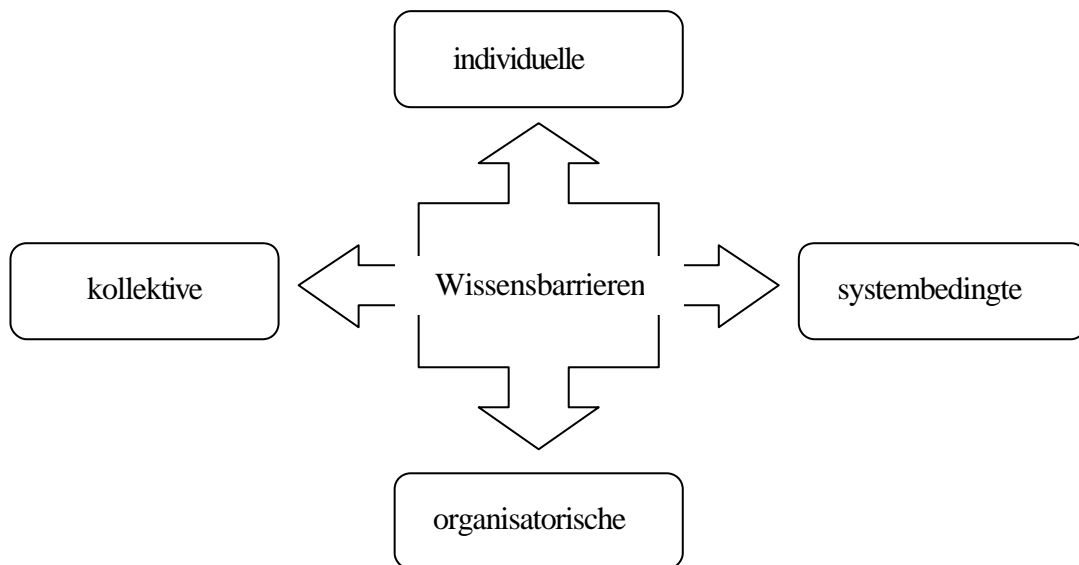 individuelle
kollektive
Wissensbarrieren
systembedingte
organisatorische